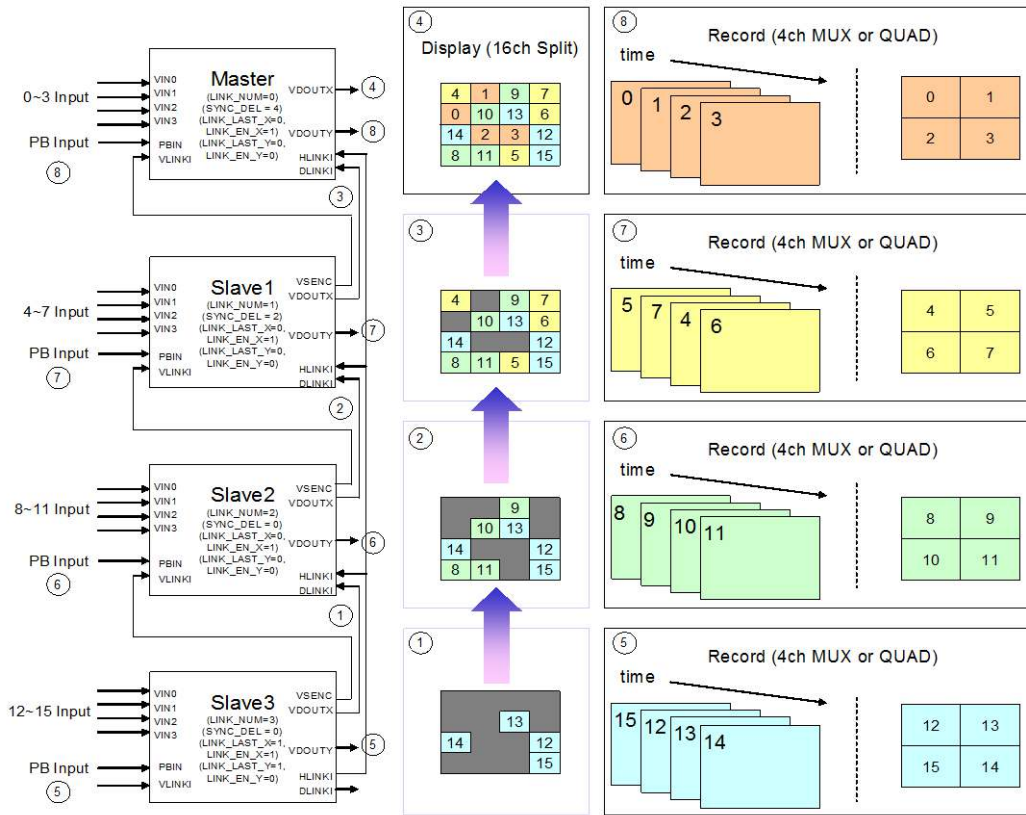 Master
(LINK_NUM=0)
(SYNC_DEL = 4)
(LINK_LAST_X=0,
LINK_EN_X=1)
(LINK_LAST_Y=0,
LINK_EN_Y=0)
VIN0
VIN1
VIN2
VIN3
PBIN
VLINKI
VDOUTX
VDOUTY
HLINKI
DLINKI
0~3 Input
PB Input
8
4
8
3
Slave1
(LINK_NUM=1)
(SYNC_DEL = 2)
(LINK_LAST_X=0,
LINK_EN_X=1)
(LINK_LAST_Y=0,
LINK_EN_Y=0)
VIN0
VIN1
VIN2
VIN3
PBIN
VLINKI
VSENC
VDOUTX
VDOUTY
HLINKI
DLINKI
4~7 Input
PB Input
7
7
2
Slave2
(LINK_NUM=2)
(SYNC_DEL = 0)
(LINK_LAST_X=0,
LINK_EN_X=1)
(LINK_LAST_Y=0,
LINK_EN_Y=0)
VIN0
VIN1
VIN2
VIN3
PBIN
VLINKI
VSENC
VDOUTX
VDOUTY
HLINKI
DLINKI
8~11 Input
PB Input
6
6
1
Slave3
(LINK_NUM=3)
(SYNC_DEL = 0)
(LINK_LAST_X=1,
LINK_EN_X=1)
(LINK_LAST_Y=1,
LINK_EN_Y=0)
VIN0
VIN1
VIN2
VIN3
PBIN
VLINKI
VSENC
VDOUTX
VDOUTY
HLINKI
DLINKI
12~15 Input
PB Input
5
5
4
Display (16ch Split)
4 1 9 7
0 10 13 6
14 2 3 12
8 11 5 15
3
4 9 7
10 13 6
14 12
8 11 5 15
2
9
10 13
14 12
8 11 15
1
13
14 12
15
8
Record (4ch MUX or QUAD)
time
0 1 2 3
0 1
2 3
7
Record (4ch MUX or QUAD)
time
5 7 4 6
4 5
6 7
6
Record (4ch MUX or QUAD)
time
8 9 10 11
8 9
10 11
5
Record (4ch MUX or QUAD)
time
15 12 13 14
12 13
15 14